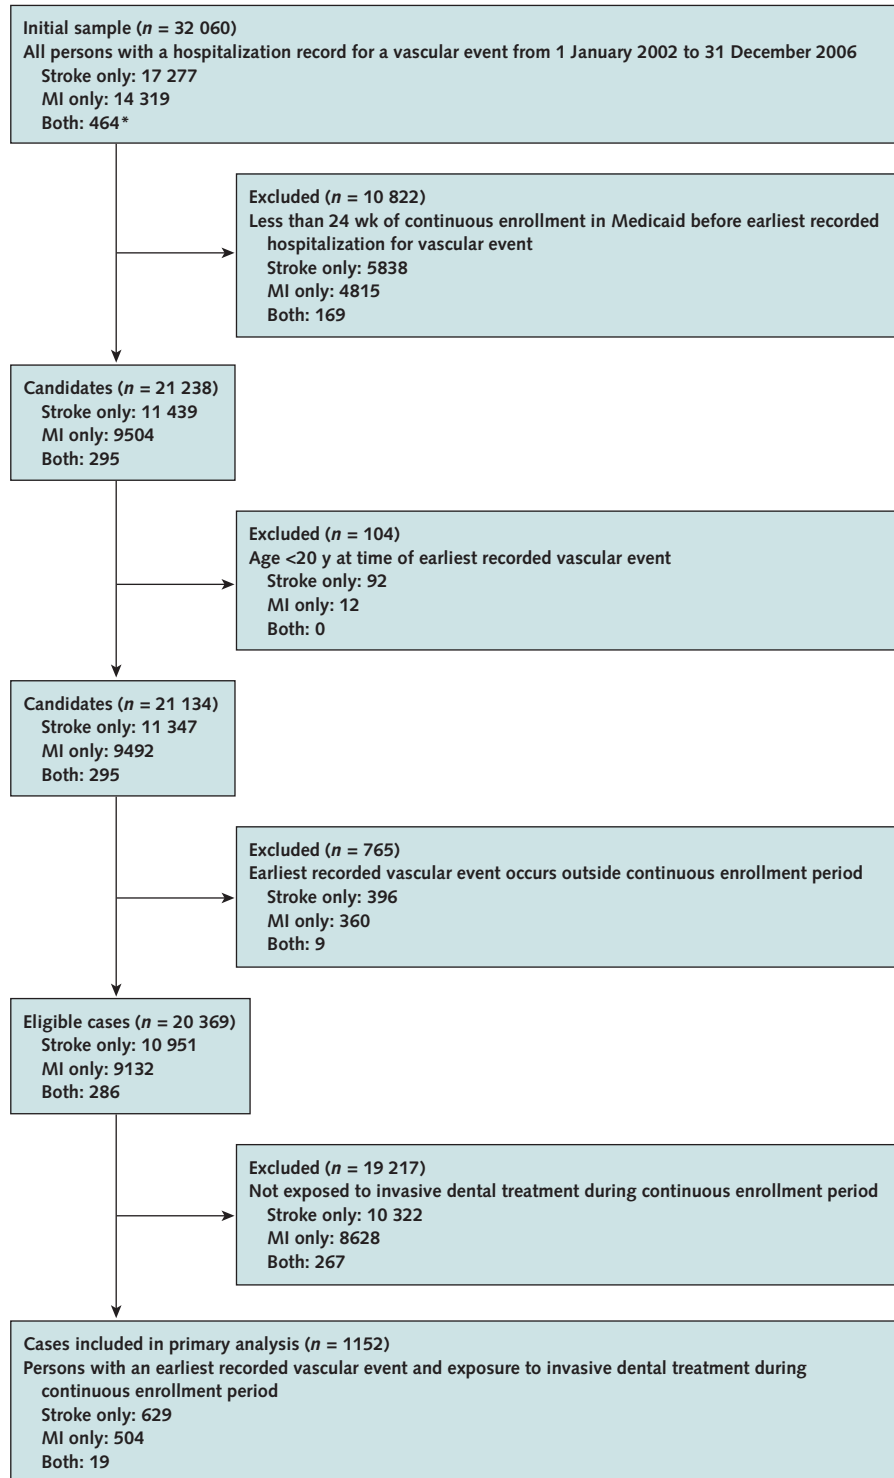 Initial sample (n = 32 060)
All persons with a hospitalization record for a vascular event from 1 January 2002 to 31 December 2006
Stroke only: 17 277
MI only: 14 319
Both: 464*
Excluded (n = 10 822)
Less than 24 wk of continuous enrollment in Medicaid before earliest recorded
hospitalization for vascular event
Stroke only: 5838
MI only: 4815
Both: 169
Candidates (n = 21 238)
Stroke only: 11 439
MI only: 9504
Both: 295
Excluded (n = 104)
Age <20 y at time of earliest recorded vascular event
Stroke only: 92
MI only: 12
Both: 0
Candidates (n = 21 134)
Stroke only: 11 347
MI only: 9492
Both: 295
Excluded (n = 765)
Earliest recorded vascular event occurs outside continuous enrollment period
Stroke only: 396
MI only: 360
Both: 9
Eligible cases (n = 20 369)
Stroke only: 10 951
MI only: 9132
Both: 286
Excluded (n = 19 217)
Not exposed to invasive dental treatment during continuous enrollment period
Stroke only: 10 322
MI only: 8628
Both: 267
Cases included in primary analysis (n = 1152)
Persons with an earliest recorded vascular event and exposure to invasive dental treatment during
continuous enrollment period
Stroke only: 629
MI only: 504
Both: 19